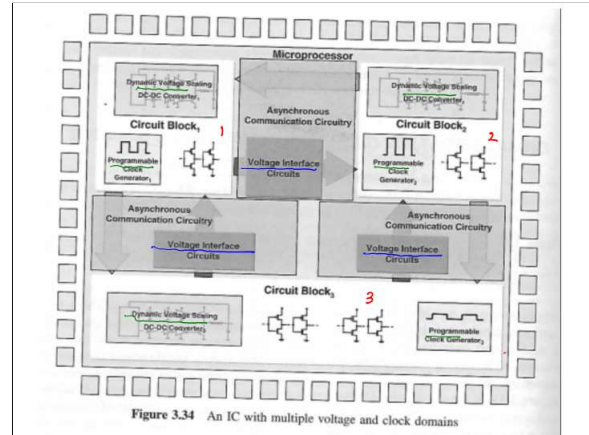 Microprocessor
Dynamic Voltage Scaling
DC-DC Converter₁
Circuit Block₁
1
Programmable
Clock
Generator₁
Asynchronous
Communication Circuitry
Voltage Interface
Circuits
Dynamic Voltage Scaling
DC-DC Converter₂
Circuit Block₂
2
Programmable
Clock
Generator₂
Asynchronous
Communication Circuitry
Voltage Interface
Circuits
Asynchronous
Communication Circuitry
Voltage Interface
Circuits
Circuit Block₃
3
Dynamic Voltage Scaling
DC-DC Converter₃
Programmable
Clock Generator₃
Figure 3.34 An IC with multiple voltage and clock domains